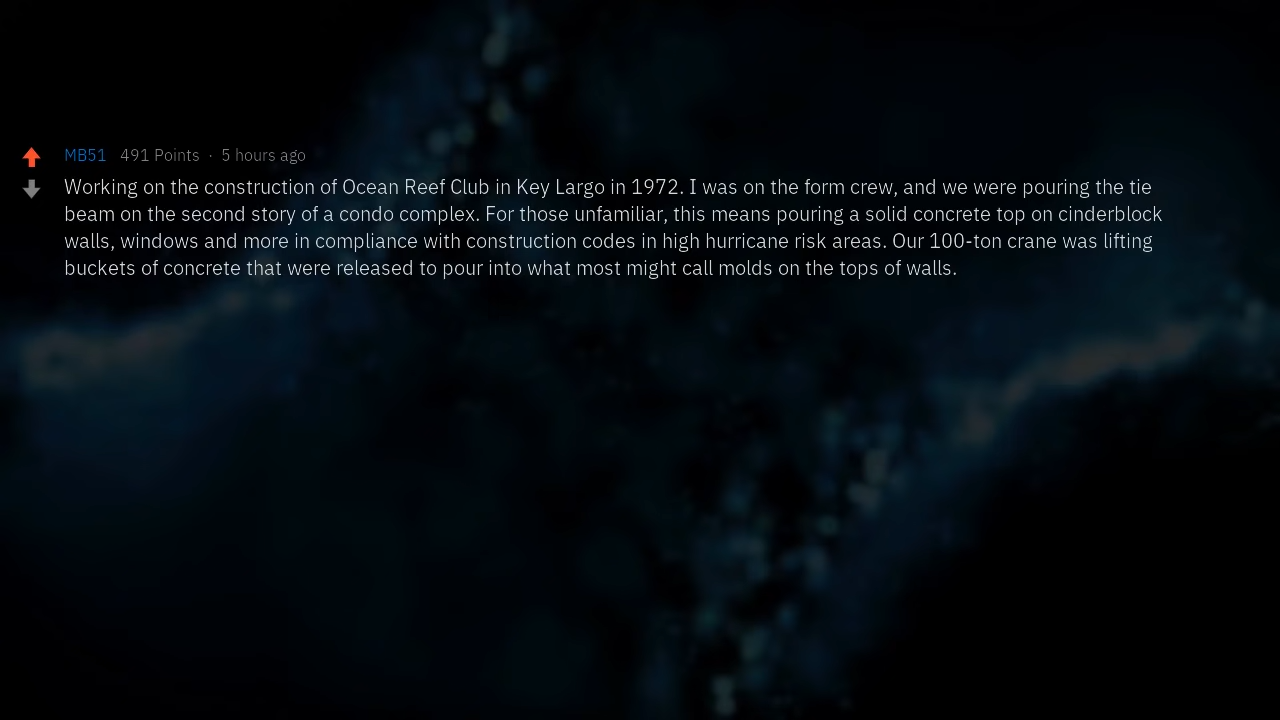 MB51 491 Points · 5 hours ago
Working on the construction of Ocean Reef Club in Key Largo in 1972. I was on the form crew, and we were pouring the tie
beam on the second story of a condo complex. For those unfamiliar, this means pouring a solid concrete top on cinderblock
walls, windows and more in compliance with construction codes in high hurricane risk areas. Our 100-ton crane was lifting
buckets of concrete that were released to pour into what most might call molds on the tops of walls.